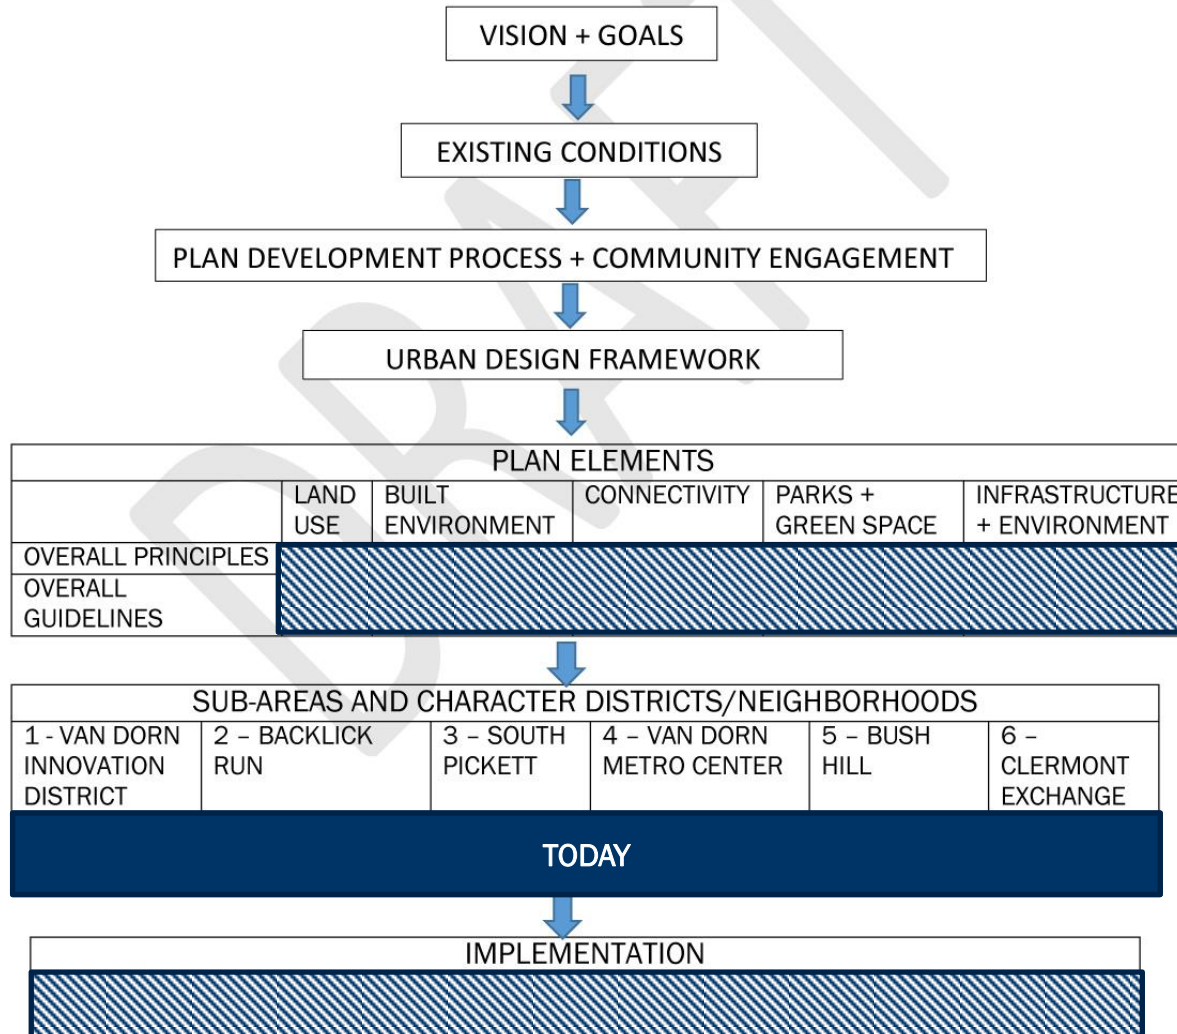 VISION + GOALS
EXISTING CONDITIONS
PLAN DEVELOPMENT PROCESS + COMMUNITY ENGAGEMENT
URBAN DESIGN FRAMEWORK
PLAN ELEMENTS
LAND USE
BUILT ENVIRONMENT
CONNECTIVITY
PARKS + GREEN SPACE
INFRASTRUCTURE + ENVIRONMENT
OVERALL PRINCIPLES
OVERALL GUIDELINES
SUB-AREAS AND CHARACTER DISTRICTS/NEIGHBORHOODS
1 - VAN DORN INNOVATION DISTRICT
2 – BACKLICK RUN
3 – SOUTH PICKETT
4 – VAN DORN METRO CENTER
5 – BUSH HILL
6 – CLERMONT EXCHANGE
TODAY
IMPLEMENTATION
DRAFT